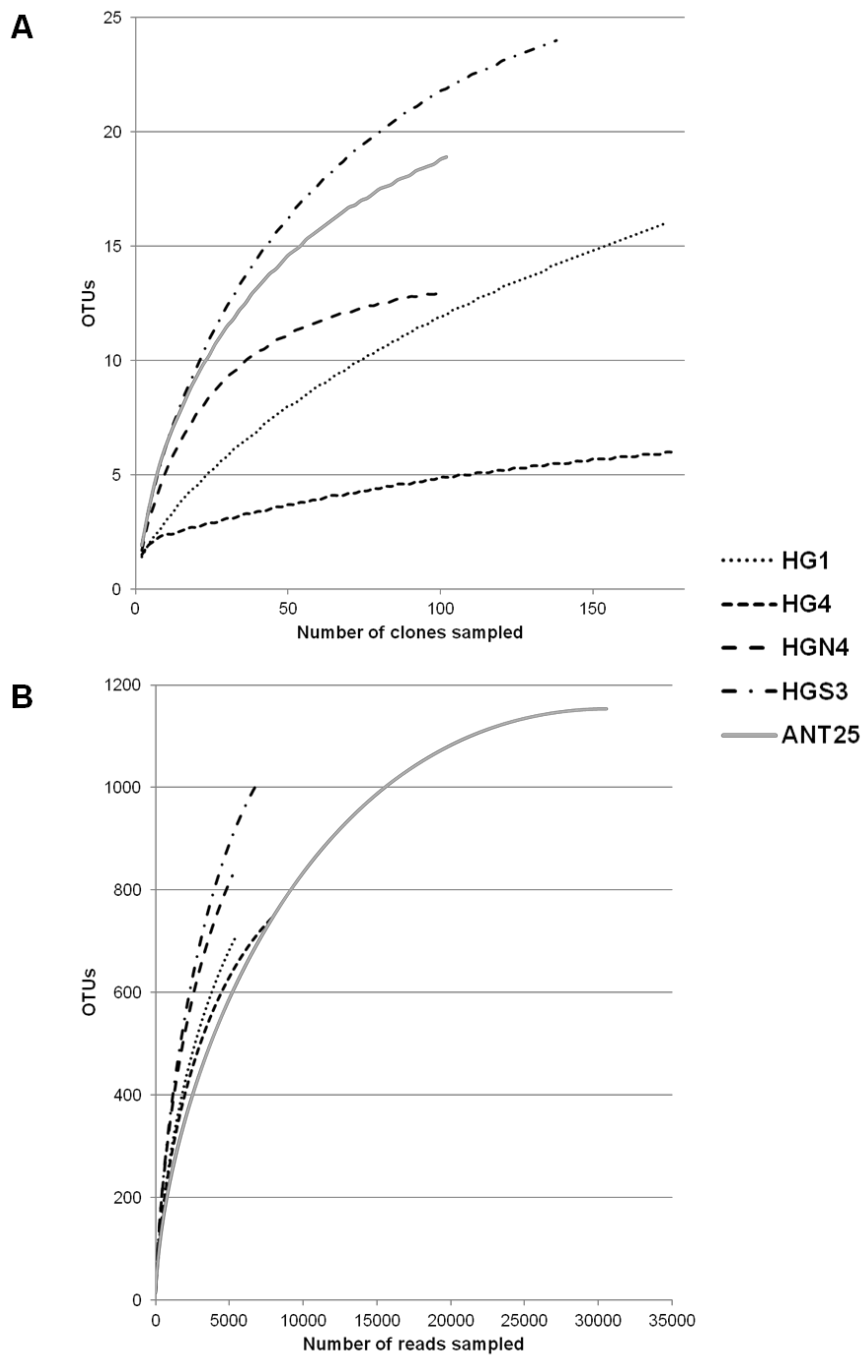 A
25
20
15
10
5
0
OTUs
0 50 100 150
Number of clones sampled
HG1
HG4
HGN4
HGS3
ANT25
B
1200
1000
800
600
400
200
0
OTUs
0 5000 10000 15000 20000 25000 30000 35000
Number of reads sampled